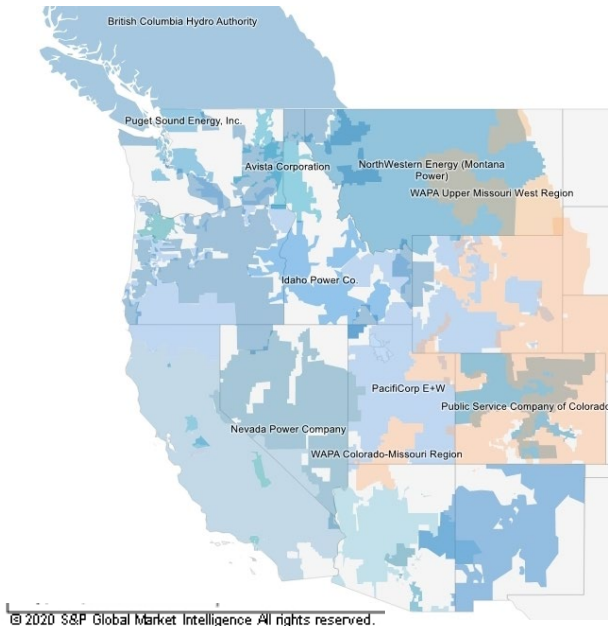 British Columbia Hydro Authority
Puget Sound Energy, Inc.
Avista Corporation
NorthWestern Energy (Montana
Power)
WAPA Upper Missouri West Region
Idaho Power Co.
PacifiCorp E+W
Public Service Company of Colorado
Nevada Power Company
WAPA Colorado-Missouri Region
© 2020 S&P Global Market Intelligence All rights reserved.